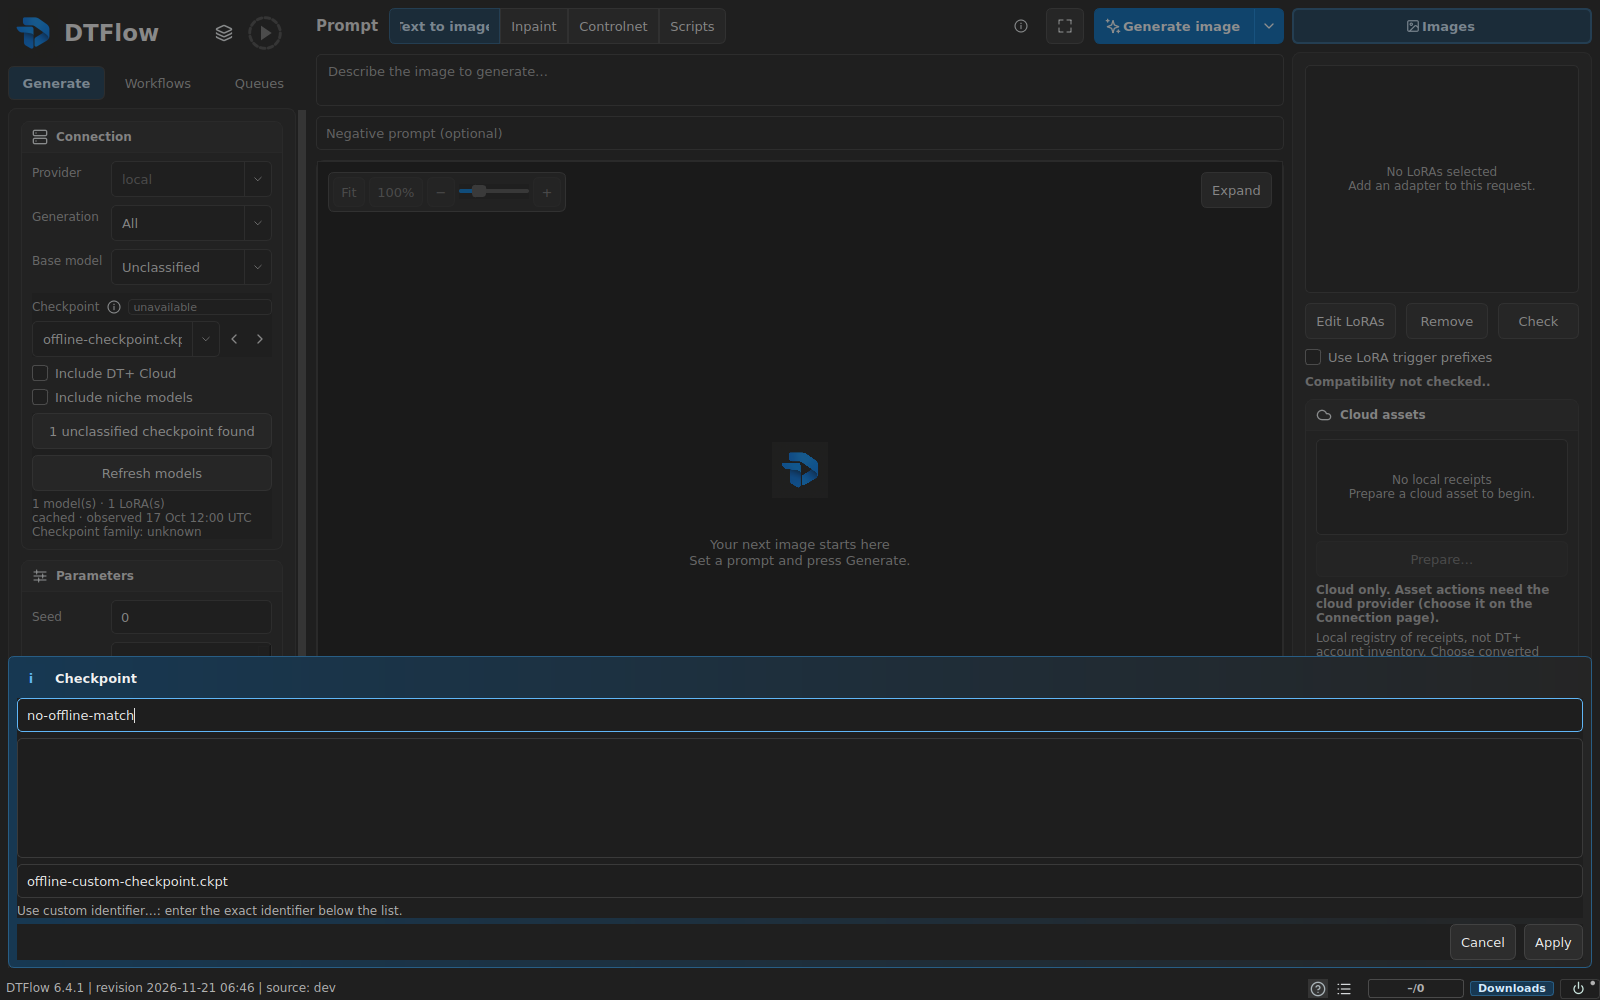 DTFlow
Prompt
Text to image
Inpaint
Controlnet
Scripts
Generate image
Images
Generate
Workflows
Queues
Describe the image to generate...
Negative prompt (optional)
Connection
Provider
local
Generation
All
Base model
Unclassified
Checkpoint
unavailable
offline-checkpoint.ckp
Include DT+ Cloud
Include niche models
1 unclassified checkpoint found
Refresh models
1 model(s) · 1 LoRA(s)
cached · observed 17 Oct 12:00 UTC
Checkpoint family: unknown
Parameters
Seed
0
Fit
100%
−
+
Expand
Your next image starts here
Set a prompt and press Generate.
No LoRAs selected
Add an adapter to this request.
Edit LoRAs
Remove
Check
Use LoRA trigger prefixes
Compatibility not checked..
Cloud assets
No local receipts
Prepare a cloud asset to begin.
Prepare...
Cloud only. Asset actions need the
cloud provider (choose it on the
Connection page).
Local registry of receipts, not DT+
account inventory. Choose converted
i
Checkpoint
no-offline-match
offline-custom-checkpoint.ckpt
Use custom identifier...: enter the exact identifier below the list.
Cancel
Apply
DTFlow 6.4.1 | revision 2026-11-21 06:46 | source: dev
-/0
Downloads